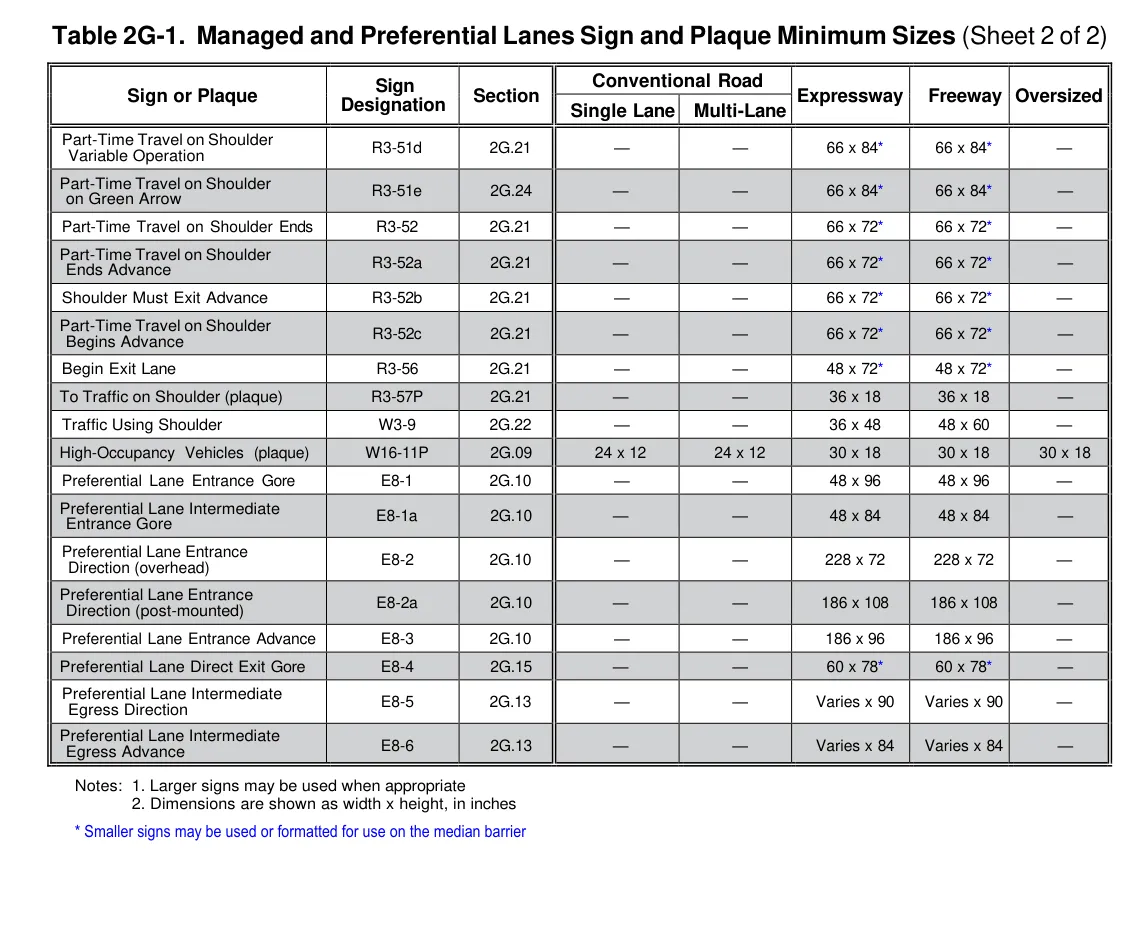 Table 2G-1. Managed and Preferential Lanes Sign and Plaque Minimum Sizes (Sheet 2 of 2)
Sign or Plaque Sign Designation Section Conventional Road Expressway Freeway Oversized
Single Lane Multi-Lane
Part-Time Travel on Shoulder Variable Operation R3-51d 2G.21 — — 66 x 84* 66 x 84* —
Part-Time Travel on Shoulder on Green Arrow R3-51e 2G.24 — — 66 x 84* 66 x 84* —
Part-Time Travel on Shoulder Ends R3-52 2G.21 — — 66 x 72* 66 x 72* —
Part-Time Travel on Shoulder Ends Advance R3-52a 2G.21 — — 66 x 72* 66 x 72* —
Shoulder Must Exit Advance R3-52b 2G.21 — — 66 x 72* 66 x 72* —
Part-Time Travel on Shoulder Begins Advance R3-52c 2G.21 — — 66 x 72* 66 x 72* —
Begin Exit Lane R3-56 2G.21 — — 48 x 72* 48 x 72* —
To Traffic on Shoulder (plaque) R3-57P 2G.21 — — 36 x 18 36 x 18 —
Traffic Using Shoulder W3-9 2G.22 — — 36 x 48 48 x 60 —
High-Occupancy Vehicles (plaque) W16-11P 2G.09 24 x 12 24 x 12 30 x 18 30 x 18 30 x 18
Preferential Lane Entrance Gore E8-1 2G.10 — — 48 x 96 48 x 96 —
Preferential Lane Intermediate Entrance Gore E8-1a 2G.10 — — 48 x 84 48 x 84 —
Preferential Lane Entrance Direction (overhead) E8-2 2G.10 — — 228 x 72 228 x 72 —
Preferential Lane Entrance Direction (post-mounted) E8-2a 2G.10 — — 186 x 108 186 x 108 —
Preferential Lane Entrance Advance E8-3 2G.10 — — 186 x 96 186 x 96 —
Preferential Lane Direct Exit Gore E8-4 2G.15 — — 60 x 78* 60 x 78* —
Preferential Lane Intermediate Egress Direction E8-5 2G.13 — — Varies x 90 Varies x 90 —
Preferential Lane Intermediate Egress Advance E8-6 2G.13 — — Varies x 84 Varies x 84 —
Notes: 1. Larger signs may be used when appropriate
2. Dimensions are shown as width x height, in inches
* Smaller signs may be used or formatted for use on the median barrier